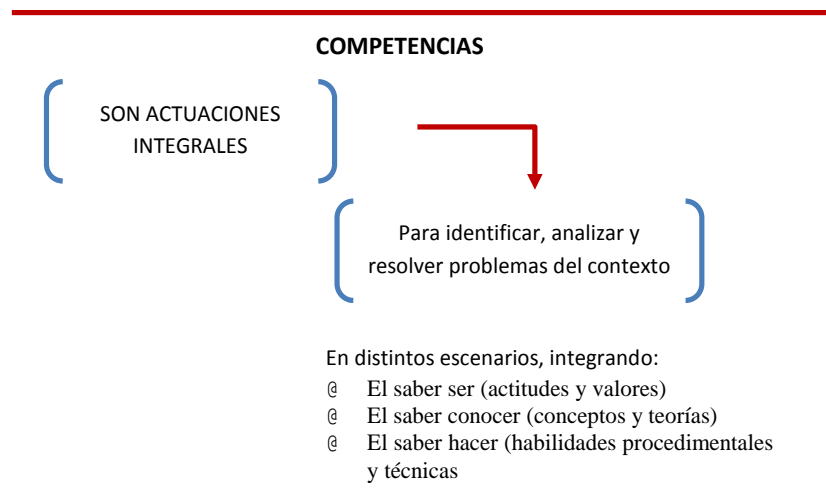 COMPETENCIAS
SON ACTUACIONES
INTEGRALES
Para identificar, analizar y
resolver problemas del contexto
En distintos escenarios, integrando:
@ El saber ser (actitudes y valores)
@ El saber conocer (conceptos y teorías)
@ El saber hacer (habilidades procedimentales
y técnicas